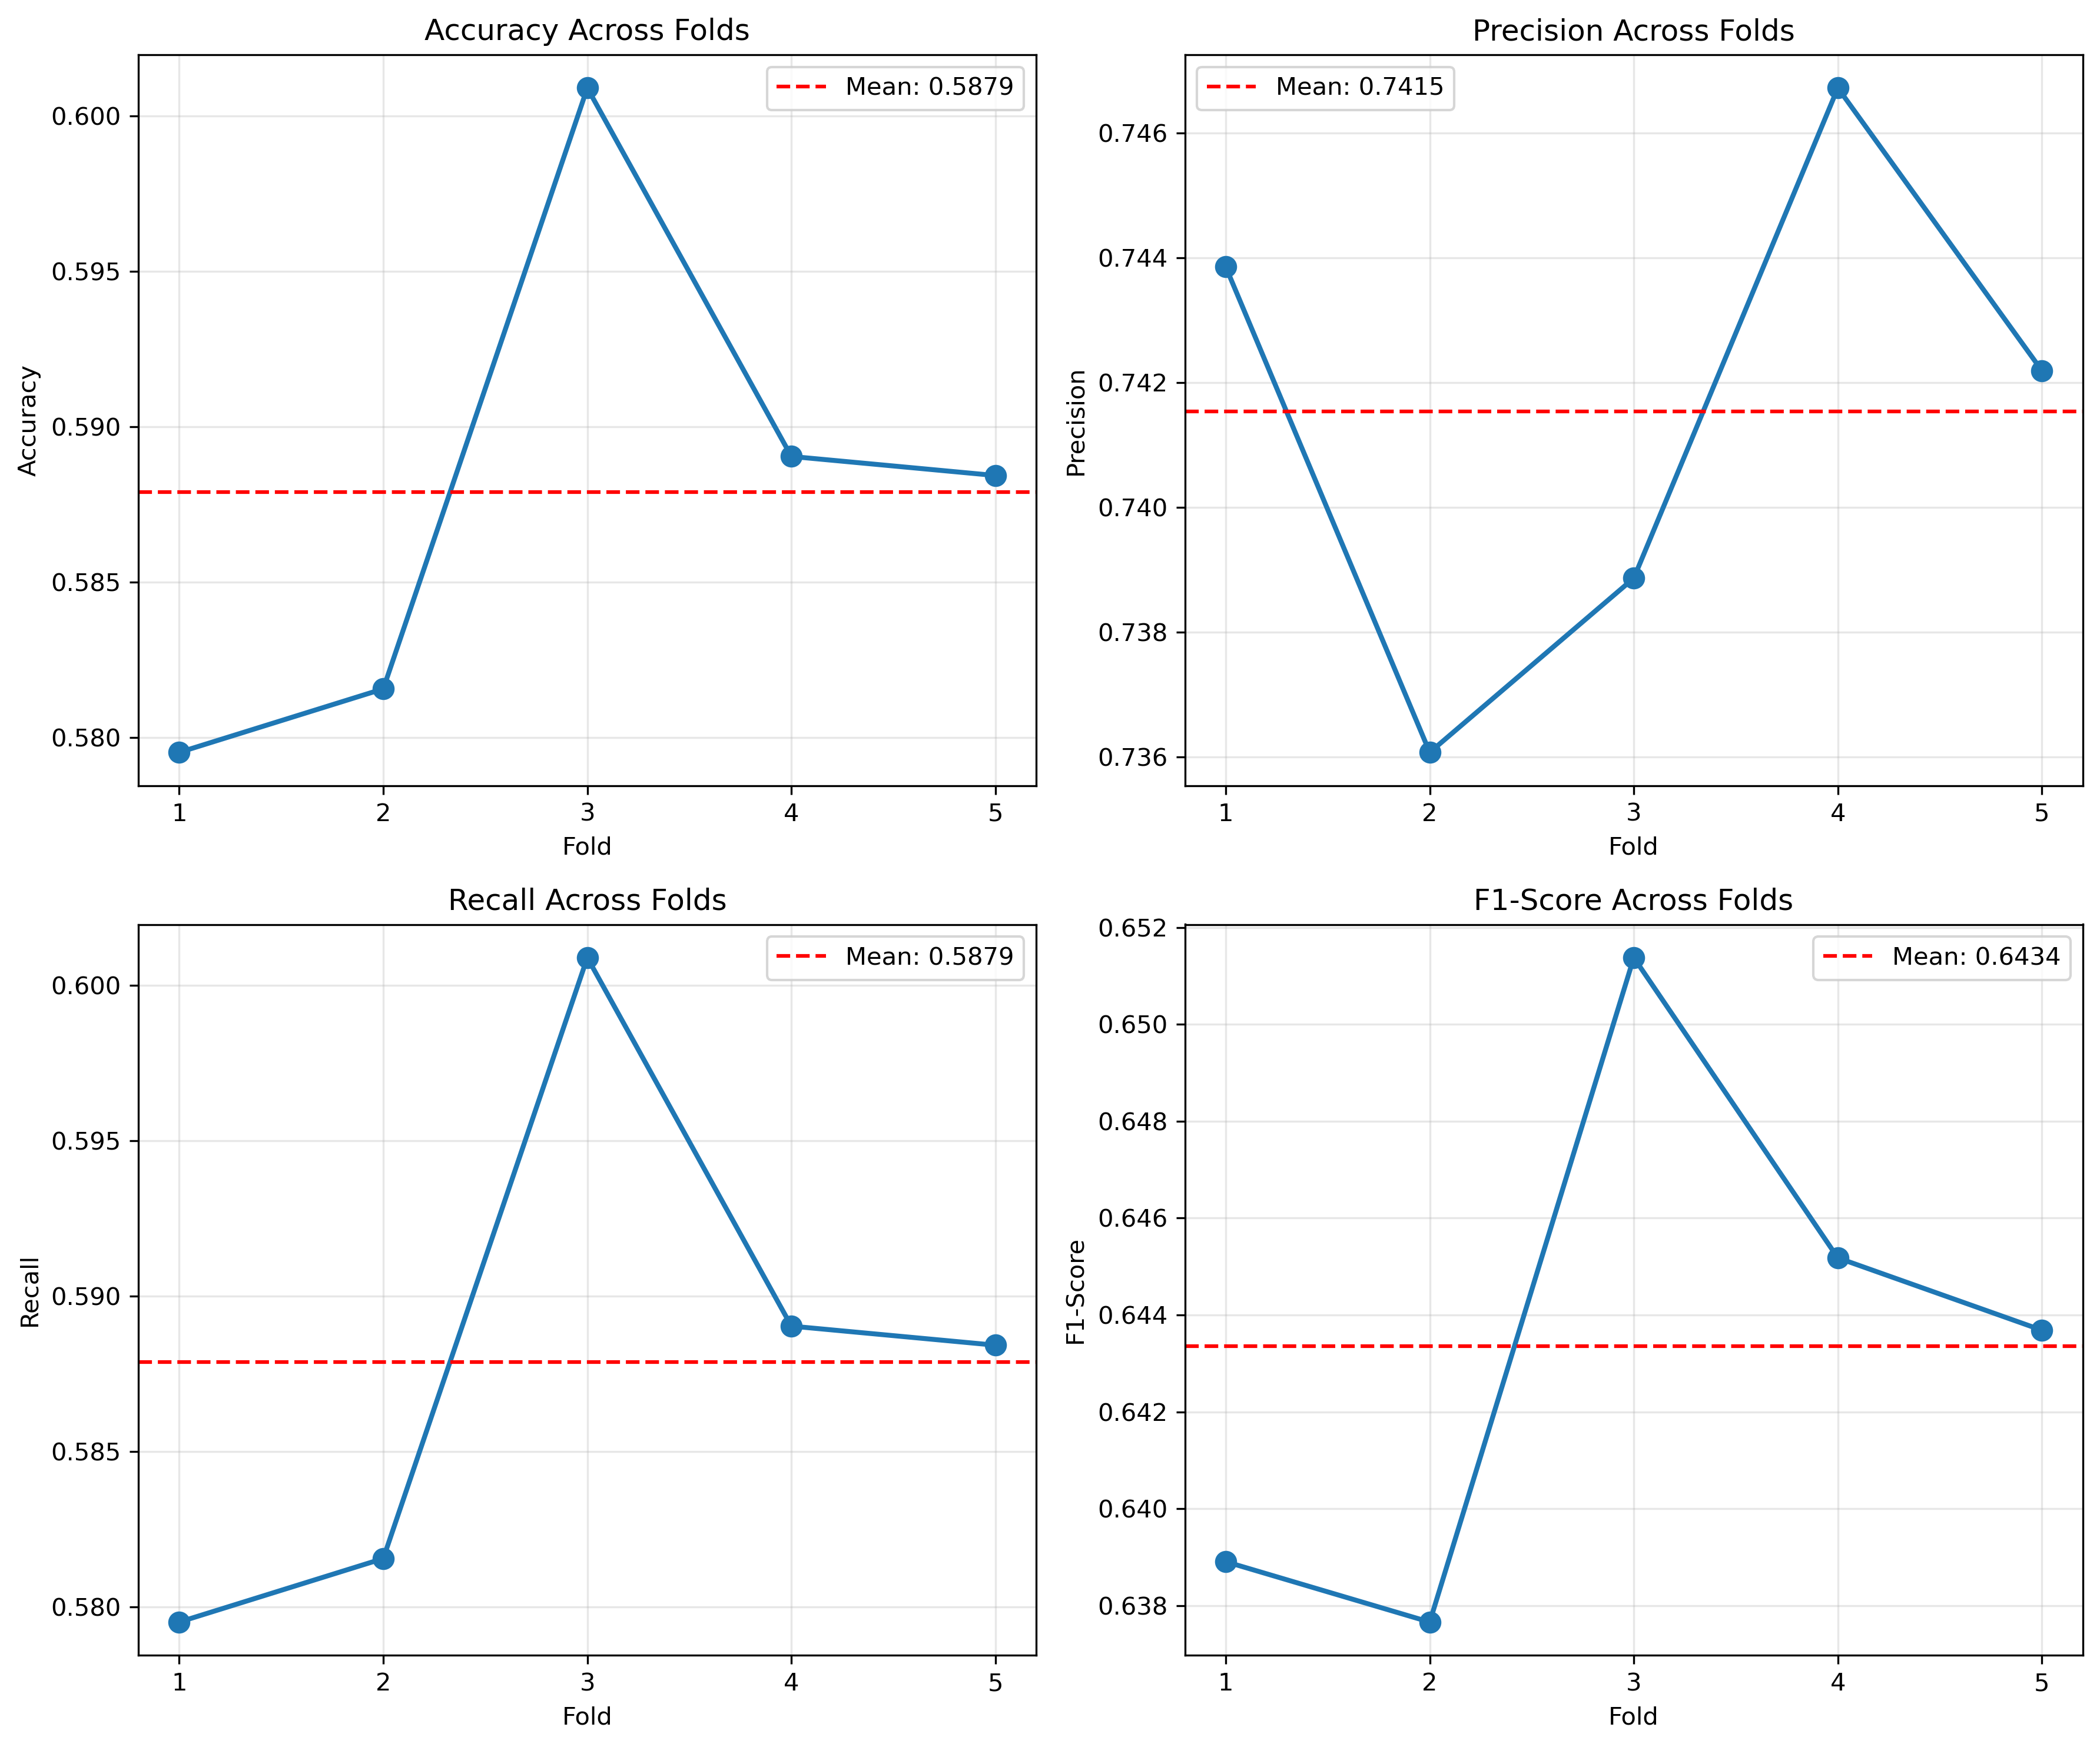 Accuracy Across Folds
Mean: 0.5879
0.600
0.595
0.590
0.585
0.580
Accuracy
1 2 3 4 5
Fold
Precision Across Folds
Mean: 0.7415
0.746
0.744
0.742
0.740
0.738
0.736
Precision
1 2 3 4 5
Fold
Recall Across Folds
Mean: 0.5879
0.600
0.595
0.590
0.585
0.580
Recall
1 2 3 4 5
Fold
F1-Score Across Folds
Mean: 0.6434
0.652
0.650
0.648
0.646
0.644
0.642
0.640
0.638
F1-Score
1 2 3 4 5
Fold